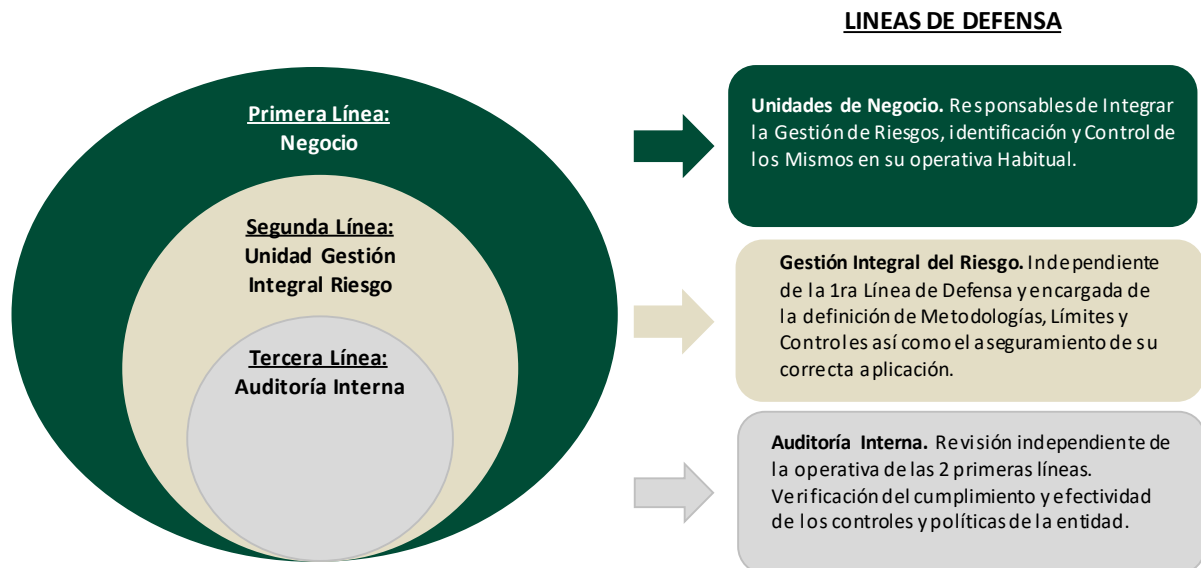 LINEAS DE DEFENSA
Primera Línea:
Negocio
Segunda Línea:
Unidad Gestión
Integral Riesgo
Tercera Línea:
Auditoría Interna
Unidades de Negocio. Responsables de Integrar
la Gestión de Riesgos, identificación y Control de
los Mismos en su operativa Habitual.
Gestión Integral del Riesgo. Independiente
de la 1ra Línea de Defensa y encargada de
la definición de Metodologías, Límites y
Controles así como el aseguramiento de su
correcta aplicación.
Auditoría Interna. Revisión independiente de
la operativa de las 2 primeras líneas.
Verificación del cumplimiento y efectividad
de los controles y políticas de la entidad.